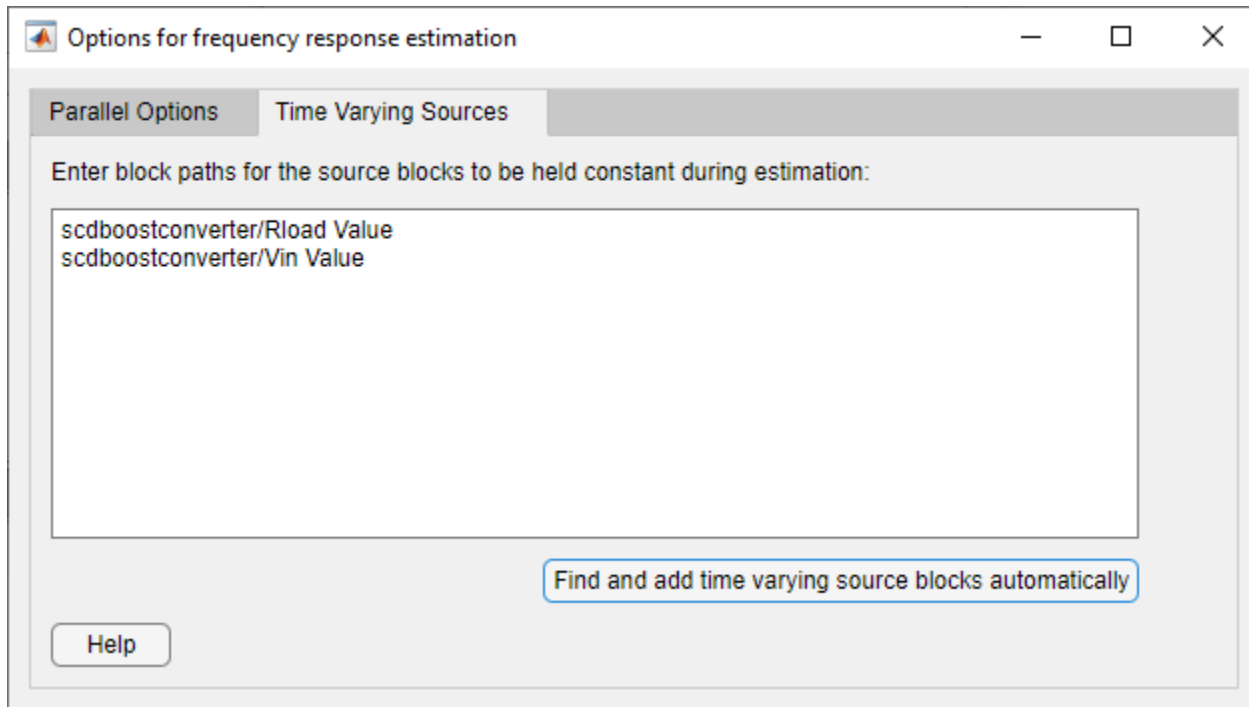 Options for frequency response estimation
Parallel Options
Time Varying Sources
Enter block paths for the source blocks to be held constant during estimation:
scdboostconverter/Rload Value
scdboostconverter/Vin Value
Find and add time varying source blocks automatically
Help